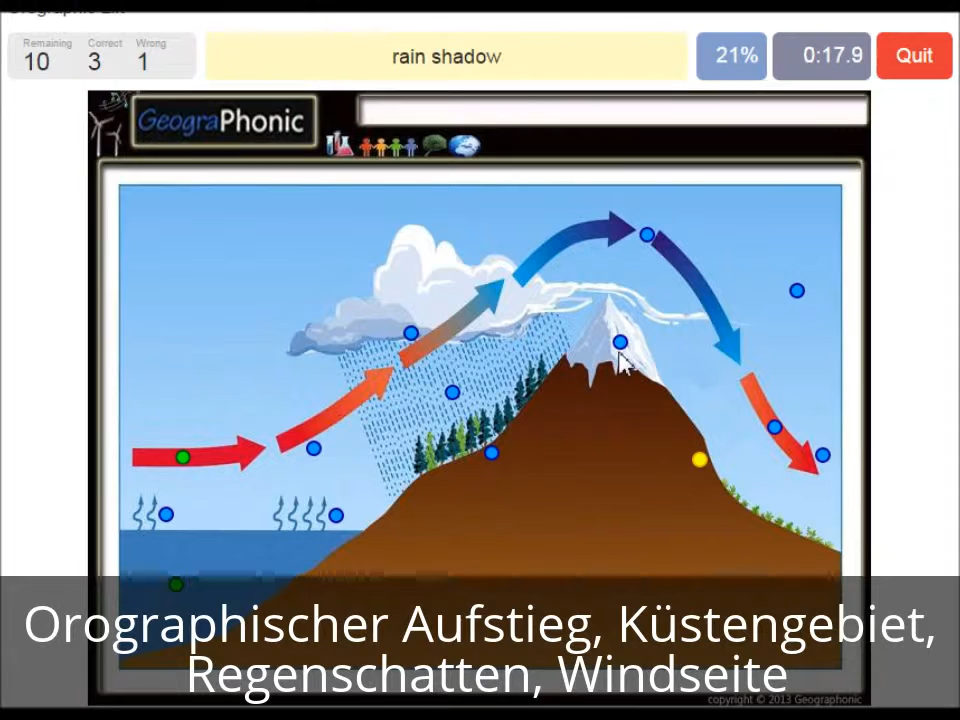 Remaining Correct Wrong
10 3 1
rain shadow
21%
0:17.9
Quit
GeograPhonic
Orographischer Aufstieg, Küstengebiet,
Regenschatten, Windseite
copyright © 2013 Geographonic